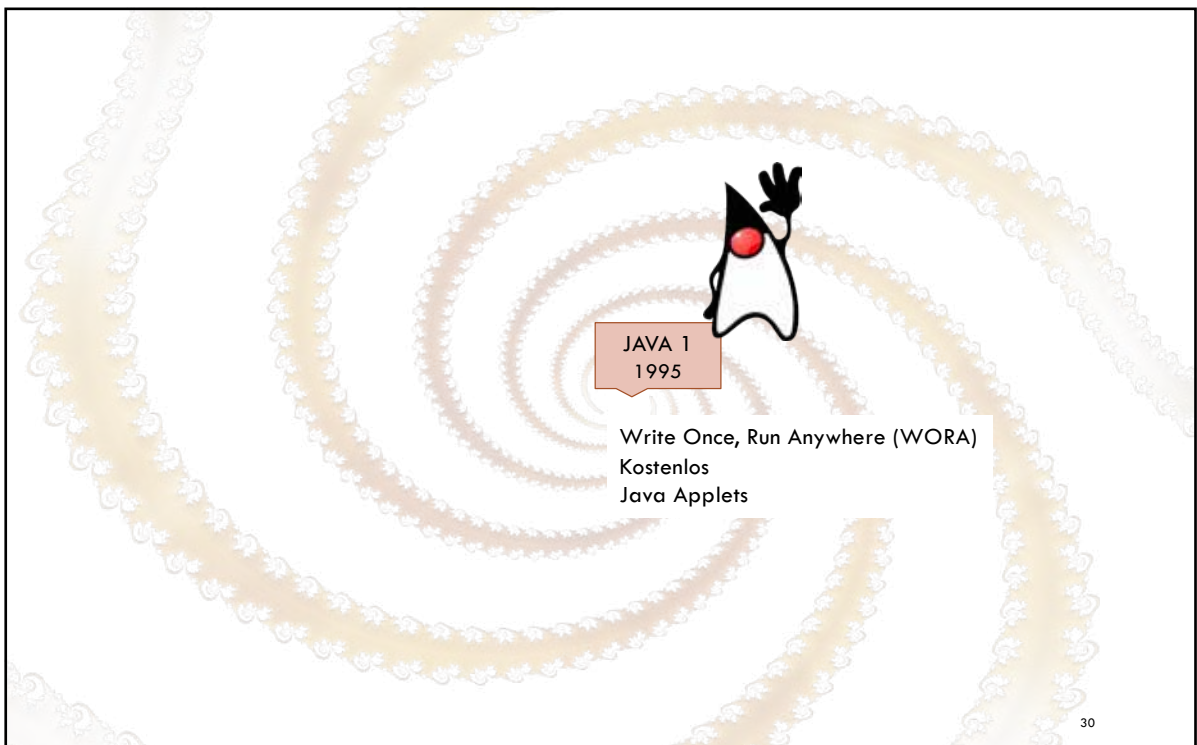 JAVA 1
1995
Write Once, Run Anywhere (WORA)
Kostenlos
Java Applets
30